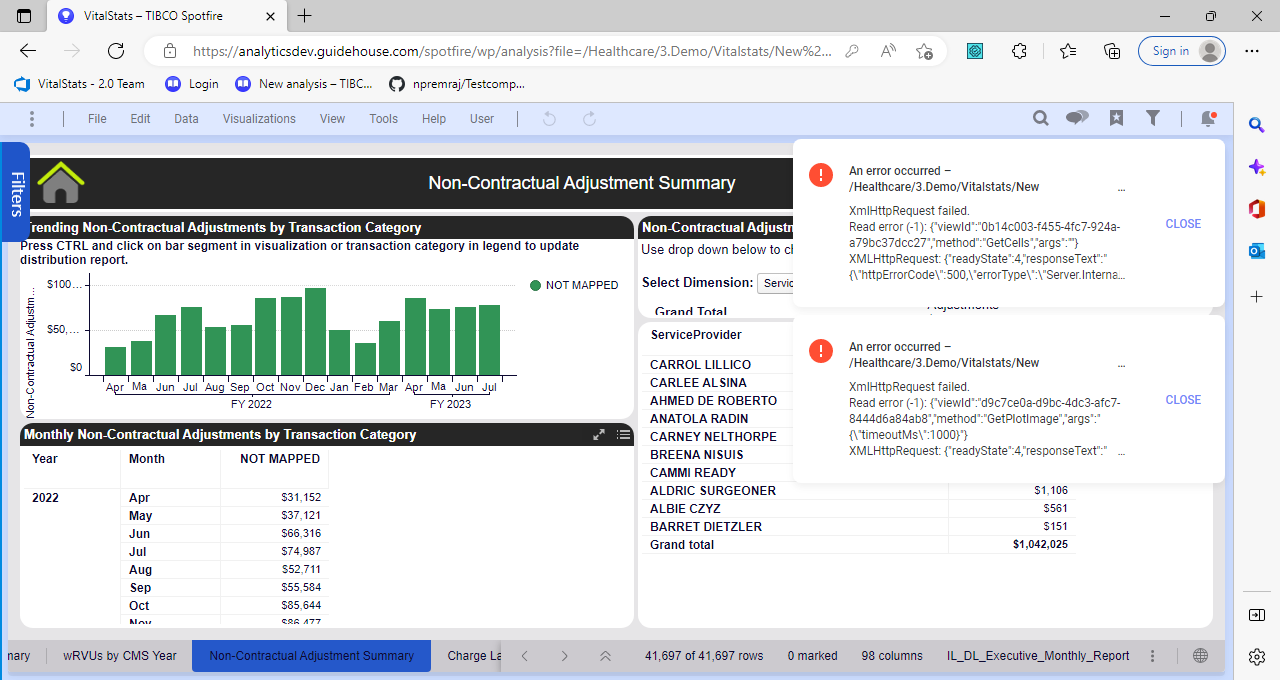 VitalStats – TIBCO Spotfire
https://analyticsdev.guidehouse.com/spotfire/wp/analysis?file=/Healthcare/3.Demo/Vitalstats/New%2...
Sign in
VitalStats - 2.0 Team
Login
New analysis – TIBC...
npremraj/Testcomp...
File Edit Data Visualizations View Tools Help User
Filters
Non-Contractual Adjustment Summary
Trending Non-Contractual Adjustments by Transaction Category
Press CTRL and click on bar segment in visualization or transaction category in legend to update
distribution report.
Non-Contractual Adjustm...
$100...
$50,...
$0
NOT MAPPED
Apr Ma Jun Jul Aug Sep Oct Nov Dec Jan Feb Mar Apr Ma Jun Jul
FY 2022 FY 2023
Monthly Non-Contractual Adjustments by Transaction Category
Year Month NOT MAPPED
2022 Apr $31,152
May $37,121
Jun $66,316
Jul $74,987
Aug $52,711
Sep $55,584
Oct $85,644
Nov $86,477
Non-Contractual Adjustm
Use drop down below to c
Select Dimension: Servic
Grand Total
Adjustments
ServiceProvider
CARROL LILLICO
CARLEE ALSINA
AHMED DE ROBERTO
ANATOLA RADIN
CARNEY NELTHORPE
BREENA NISUIS
CAMMI READY
ALDRIC SURGEONER $1,106
ALBIE CZYZ $561
BARRET DIETZLER $151
Grand total $1,042,025
An error occurred –
/Healthcare/3.Demo/Vitalstats/New ...
XmlHttpRequest failed.
Read error (-1): {"viewId":"0b14c003-f455-4fc7-924a-
a79bc37dcc27","method":"GetCells","args":""}
XMLHttpRequest: {"readyState":4,"responseText":"
{\"httpErrorCode\":500,\"errorType\":\"Server.Interna...
CLOSE
An error occurred –
/Healthcare/3.Demo/Vitalstats/New ...
XmlHttpRequest failed.
Read error (-1): {"viewId":"d9c7ce0a-d9bc-4dc3-afc7-
8444d6a84ab8","method":"GetPlotImage","args":"
{\"timeoutMs\":1000}"}
XMLHttpRequest: {"readyState":4,"responseText":" ...
CLOSE
mary wRVUs by CMS Year Non-Contractual Adjustment Summary Charge La 41,697 of 41,697 rows 0 marked 98 columns IL_DL_Executive_Monthly_Report